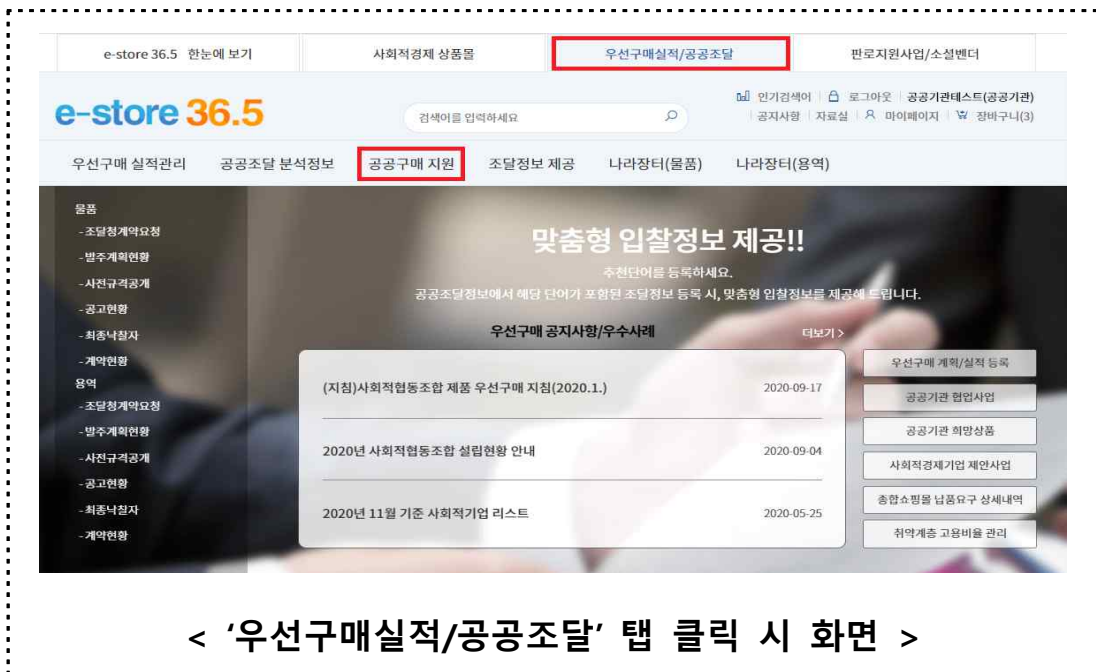 e-store 36.5 한눈에 보기 사회적경제 상품몰 우선구매실적/공공조달 판로지원사업/소셜벤더
e-store 36.5
검색어를 입력하세요
인기검색어 로그아웃 공공기관테스트(공공기관)
공지사항 자료실 마이페이지 장바구니(3)
우선구매 실적관리 공공조달 분석정보 공공구매 지원 조달정보 제공 나라장터(물품) 나라장터(용역)
물품
-조달청계약요청
-발주계획현황
-사전규격공개
-공고현황
-최종낙찰자
-계약현황
용역
-조달청계약요청
-발주계획현황
-사전규격공개
-공고현황
-최종낙찰자
-계약현황
맞춤형 입찰정보 제공!!
추천단어를 등록하세요.
공공조달정보에서 해당 단어가 포함된 조달정보 등록 시, 맞춤형 입찰정보를 제공해 드립니다.
우선구매 공지사항/우수사례 더보기 >
(지침)사회적협동조합 제품 우선구매 지침(2020.1.) 2020-09-17
2020년 사회적협동조합 설립현황 안내 2020-09-04
2020년 11월 기준 사회적기업 리스트 2020-05-25
우선구매 계획/실적 등록
공공기관 협업사업
공공기관 희망상품
사회적경제기업 제안사업
종합쇼핑몰 납품요구 상세내역
취약계층 고용비율 관리
< ‘우선구매실적/공공조달’ 탭 클릭 시 화면 >